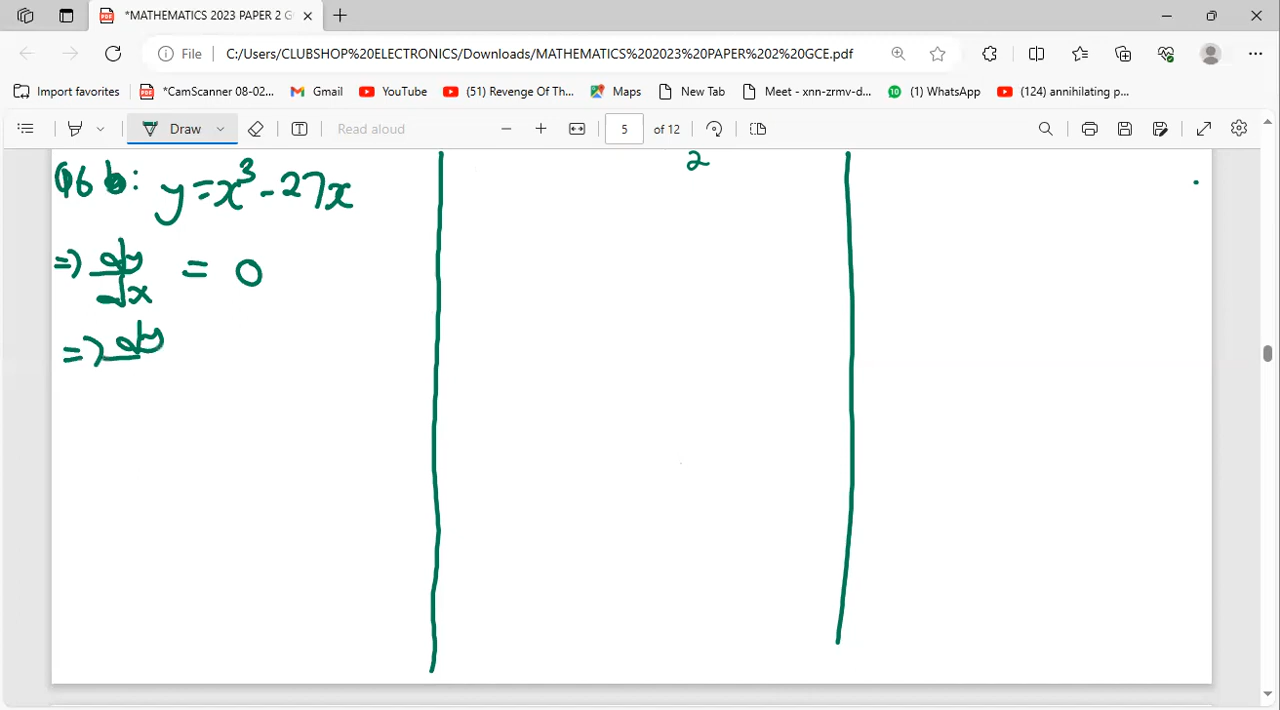 *MATHEMATICS 2023 PAPER 2 G
File C:/Users/CLUBSHOP%20ELECTRONICS/Downloads/MATHEMATICS%202023%20PAPER%202%20GCE.pdf
Import favorites *CamScanner 08-02... Gmail YouTube (51) Revenge Of Th... Maps New Tab Meet - xnn-zrmv-d... (1) WhatsApp (124) annihilating p...
Draw Read aloud 5 of 12
2
Q6 b: y=x³-27x
=> dy/dx = 0
=> dy